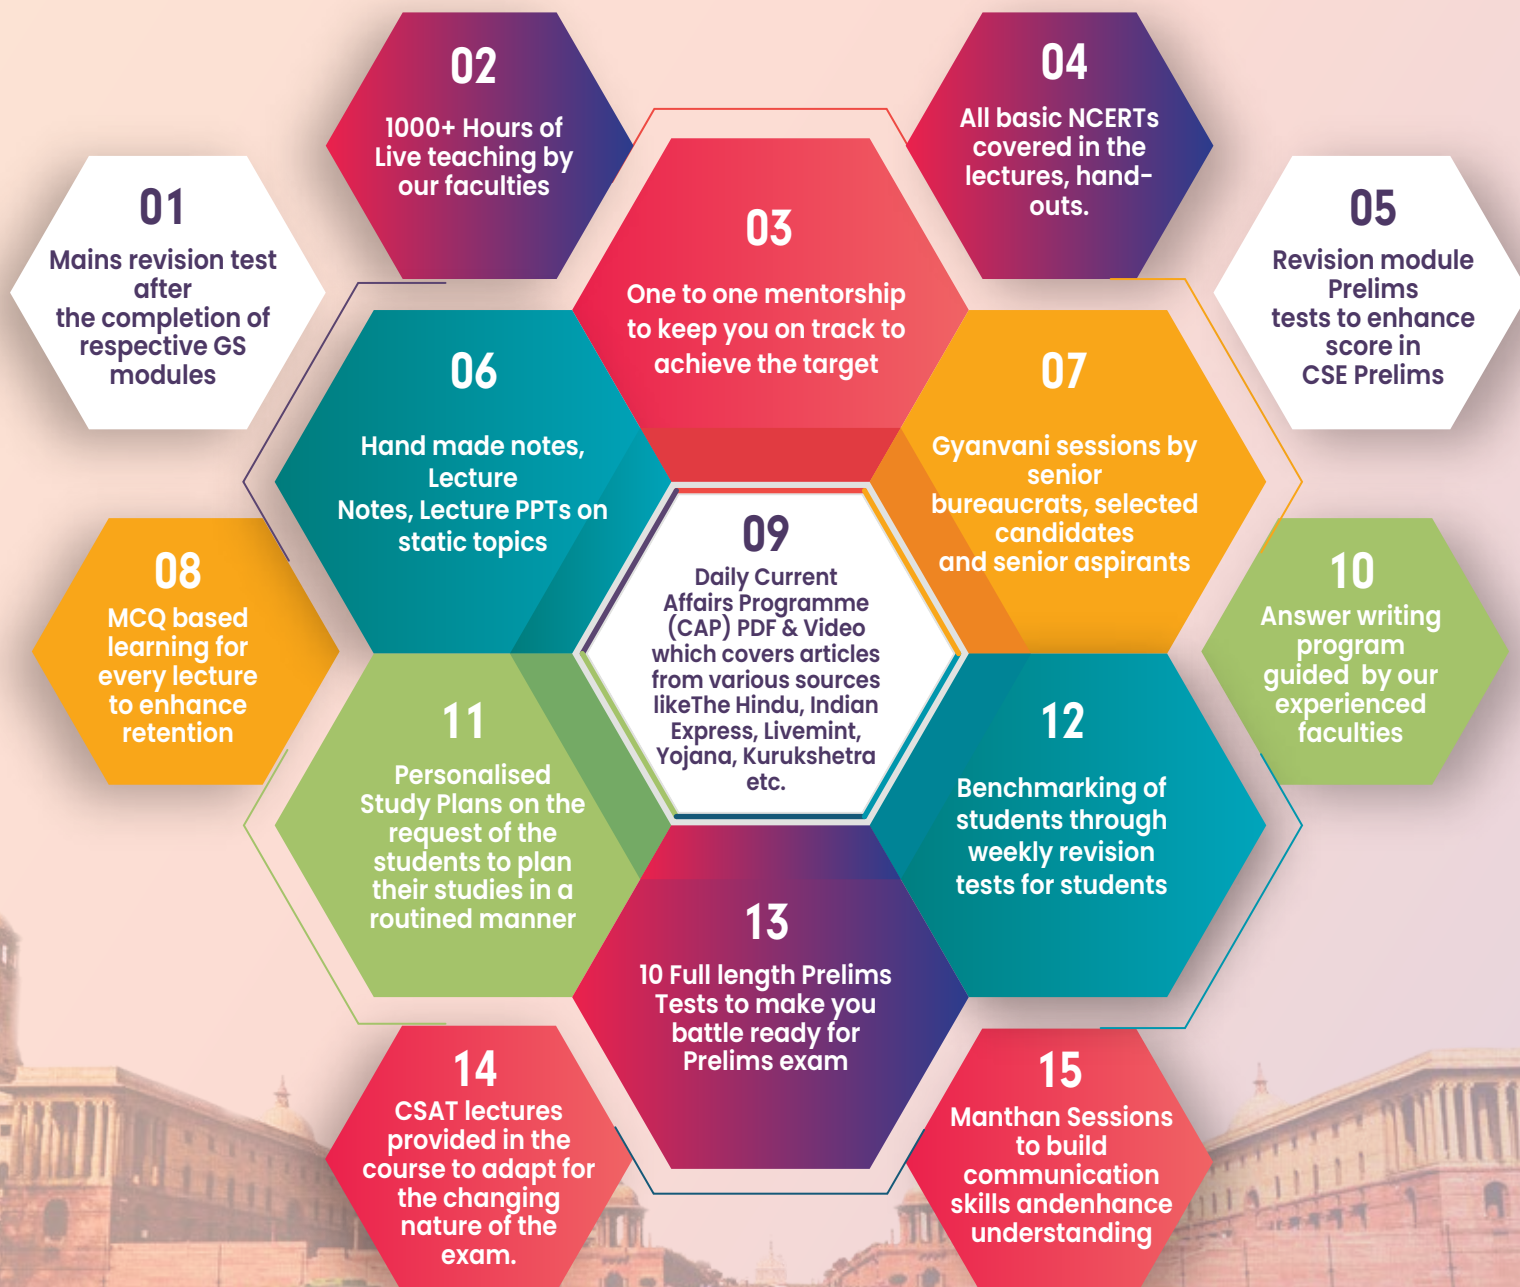 01
Mains revision test
after
the completion of
respective GS
modules
02
1000+ Hours of
Live teaching by
our faculties
03
One to one mentorship
to keep you on track to
achieve the target
04
All basic NCERTs
covered in the
lectures, hand-
outs.
05
Revision module
Prelims
tests to enhance
score in
CSE Prelims
06
Hand made notes,
Lecture
Notes, Lecture PPTs on
static topics
07
Gyanvani sessions by
senior
bureaucrats, selected
candidates
and senior aspirants
08
MCQ based
learning for
every lecture
to enhance
retention
09
Daily Current
Affairs Programme
(CAP) PDF & Video
which covers articles
from various sources
likeThe Hindu, Indian
Express, Livemint,
Yojana, Kurukshetra
etc.
10
Answer writing
program
guided  by our
experienced
faculties
11
Personalised
Study Plans on the
request of the
students to plan
their studies in a
routined manner
12
Benchmarking of
students through
weekly revision
tests for students
13
10 Full length Prelims
Tests to make you
battle ready for
Prelims exam
14
CSAT lectures
provided in the
course to adapt for
the changing
nature of the
exam.
15
Manthan Sessions
to build
communication
skills andenhance
understanding